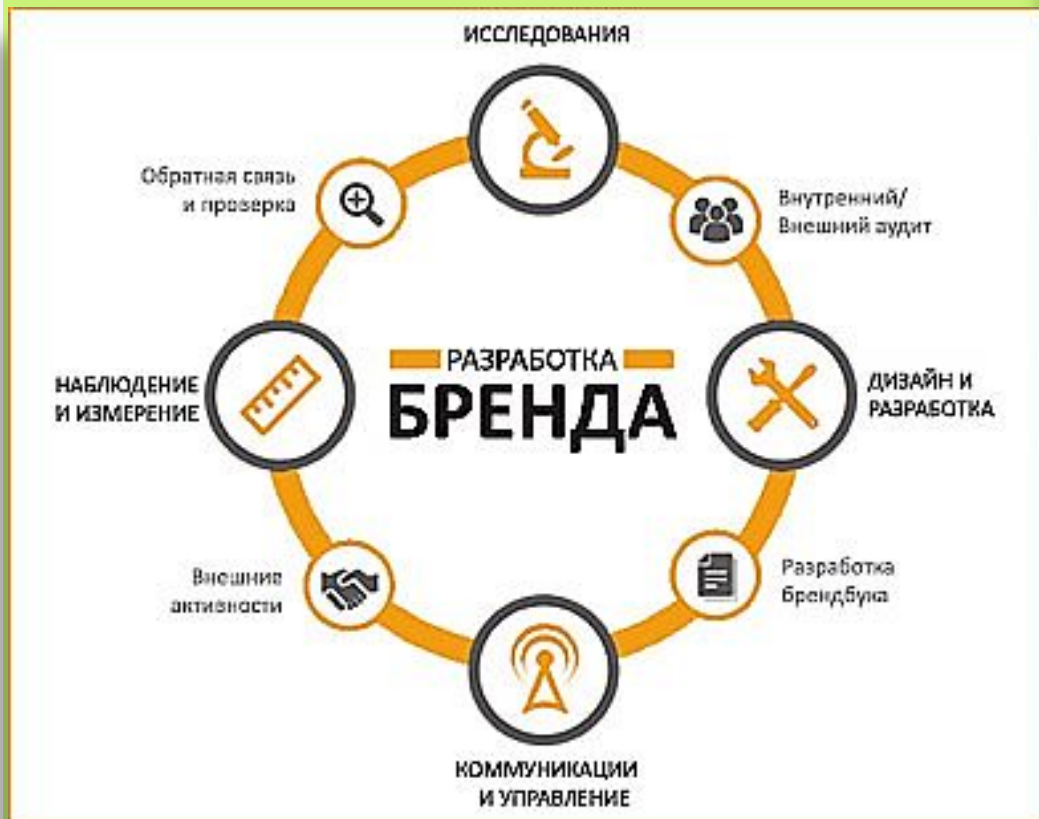 ИССЛЕДОВАНИЯ
Обратная связь
и проверка
Внутренний/
Внешний аудит
РАЗРАБОТКА
БРЕНДА
НАБЛЮДЕНИЕ
И ИЗМЕРЕНИЕ
ДИЗАЙН И
РАЗРАБОТКА
Внешние
активности
Разработка
брендбука
КОММУНИКАЦИИ
И УПРАВЛЕНИЕ